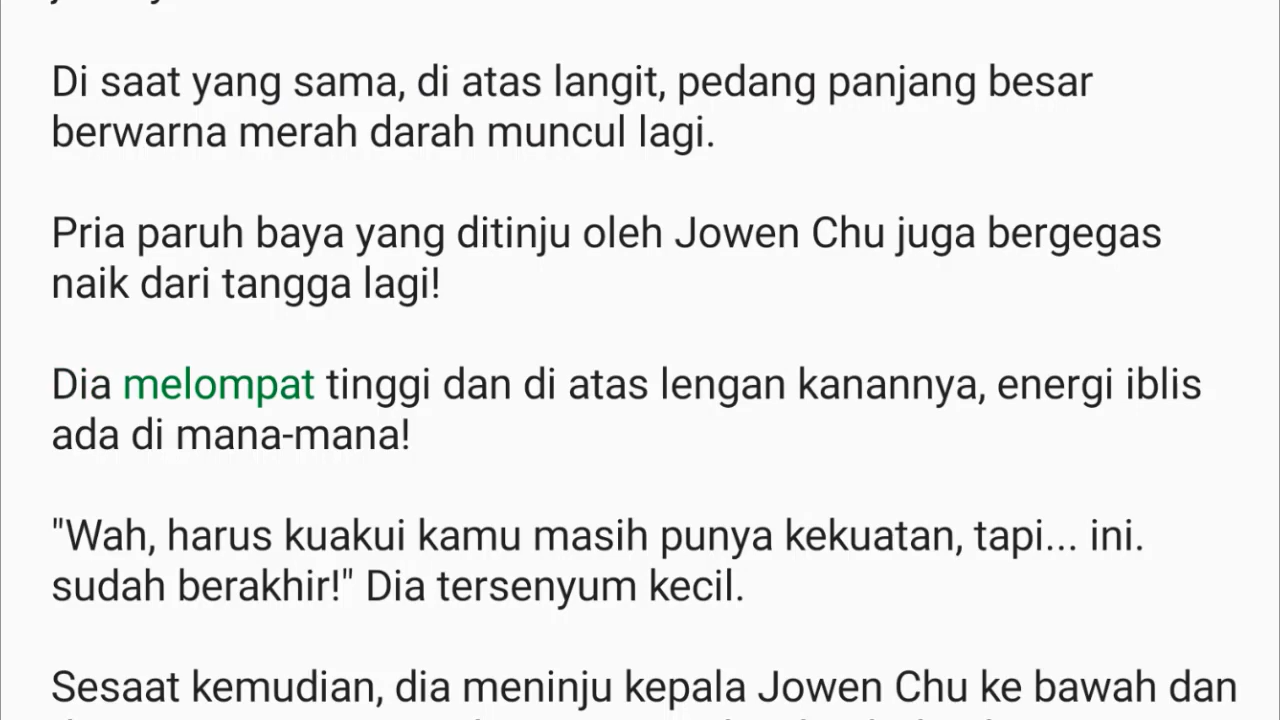 Di saat yang sama, di atas langit, pedang panjang besar
berwarna merah darah muncul lagi.
Pria paruh baya yang ditinju oleh Jowen Chu juga bergegas
naik dari tangga lagi!
Dia melompat tinggi dan di atas lengan kanannya, energi iblis
ada di mana-mana!
"Wah, harus kuakui kamu masih punya kekuatan, tapi... ini.
sudah berakhir!" Dia tersenyum kecil.
Sesaat kemudian, dia meninju kepala Jowen Chu ke bawah dan